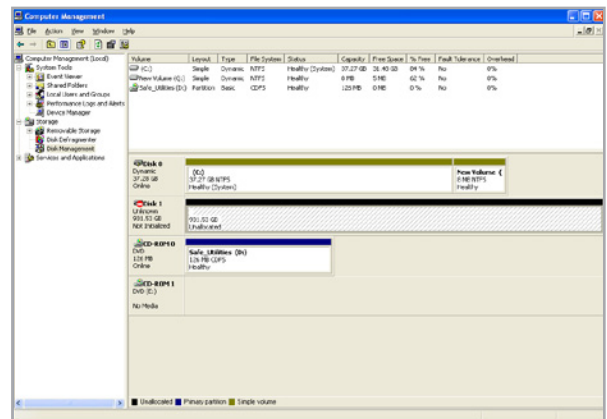 Computer Management
File Action View Window Help
Computer Management (Local)
System Tools
Event Viewer
Shared Folders
Local Users and Groups
Performance Logs and Alerts
Device Manager
Storage
Removable Storage
Disk Defragmenter
Disk Management
Services and Applications
Volume Layout Type File System Status Capacity Free Space % Free Fault Tolerance Overhead
(C:) Simple Dynamic NTFS Healthy (System) 37.27 GB 31.40 GB 84 % No 0%
New Volume (Q:) Simple Dynamic NTFS Healthy 8 MB 5 MB 62 % No 0%
Safe_Utilities (D:) Partition Basic CDFS Healthy 125 MB 0 MB 0 % No 0%
Disk 0
Dynamic
37.28 GB
Online
(C:)
37.27 GB NTFS
Healthy (System)
New Volume (
8 MB NTFS
Healthy
Disk 1
Unknown
931.53 GB
Not Initialized
931.53 GB
Unallocated
CD-ROM 0
DVD
126 MB
Online
Safe_Utilities (D:)
126 MB CDFS
Healthy
CD-ROM 1
DVD (E:)
No Media
Unallocated Primary partition Simple volume